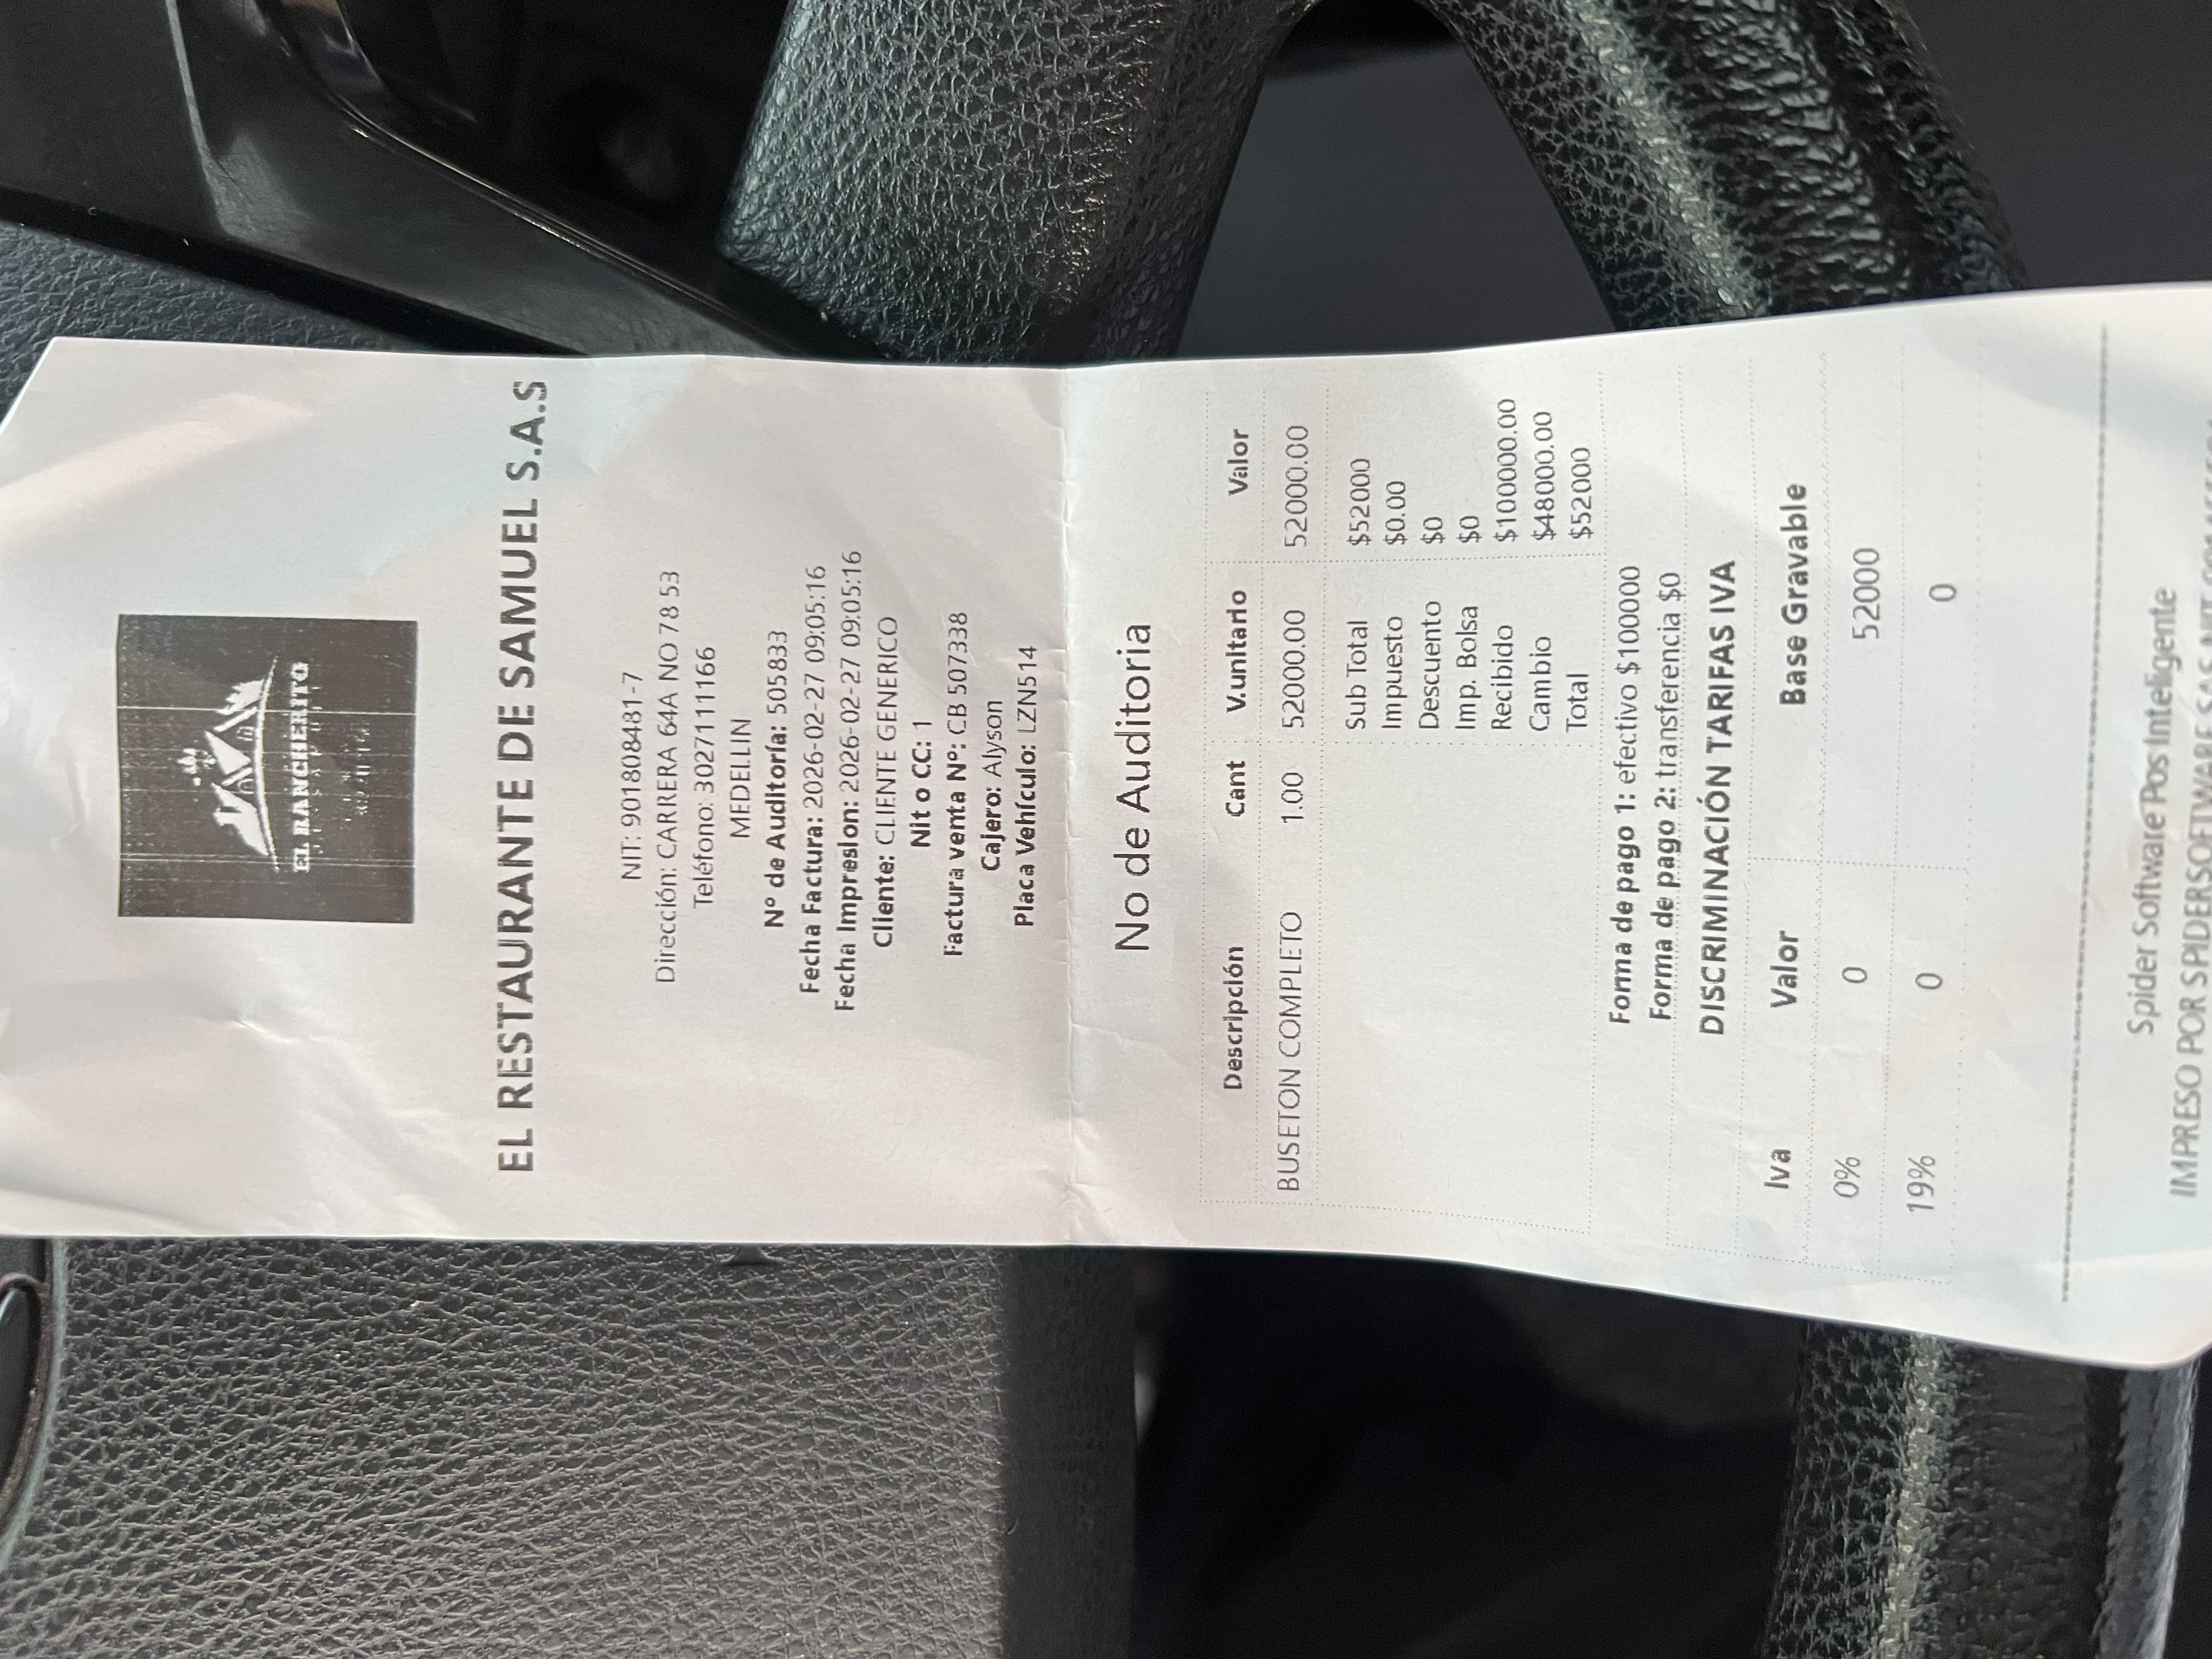 EL RANCHERITO
EL RESTAURANTE DE SAMUEL S.A.S
NIT: 901808481-7
Dirección: CARRERA 64A NO 78 53
Teléfono: 3027111166
MEDELLIN
Nº de Auditoría: 505833
Fecha Factura: 2026-02-27 09:05:16
Fecha Impresion: 2026-02-27 09:05:16
Cliente: CLIENTE GENERICO
Nit o CC: 1
Factura venta Nº: CB 507338
Cajero: Alyson
Placa Vehículo: LZN514
No de Auditoria
Descripción Cant V.unitario Valor
BUSETON COMPLETO 1.00 52000.00 52000.00
Sub Total $52000
Impuesto $0.00
Descuento $0
Imp. Bolsa $0
Recibido $100000.00
Cambio $48000.00
Total $52000
Forma de pago 1: efectivo $100000
Forma de pago 2: transferencia $0
DISCRIMINACIÓN TARIFAS IVA
Iva Valor Base Gravable
0% 0 52000
19% 0 0
Spider Software Pos Inteligente
IMPRESO POR SPIDERSOFTWARE SAS NIT